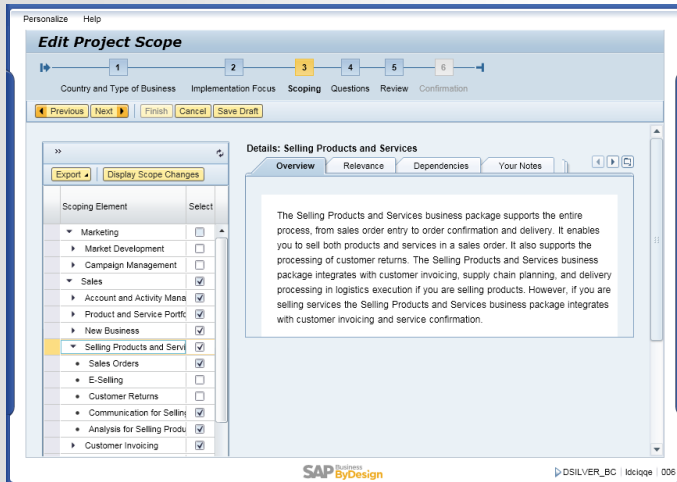 Personalize Help
Edit Project Scope
1 2 3 4 5 6
Country and Type of Business Implementation Focus Scoping Questions Review Confirmation
Previous Next Finish Cancel Save Draft
Details: Selling Products and Services
Overview Relevance Dependencies Your Notes
Export Display Scope Changes
Scoping Element Select
Marketing
Market Development
Campaign Management
Sales
Account and Activity Mana
Product and Service Portfo
New Business
Selling Products and Servi
Sales Orders
E-Selling
Customer Returns
Communication for Selling
Analysis for Selling Produ
Customer Invoicing
The Selling Products and Services business package supports the entire
process, from sales order entry to order confirmation and delivery. It enables
you to sell both products and services in a sales order. It also supports the
processing of customer returns. The Selling Products and Services business
package integrates with customer invoicing, supply chain planning, and delivery
processing in logistics execution if you are selling products. However, if you are
selling services the Selling Products and Services business package integrates
with customer invoicing and service confirmation.
SAP Business
ByDesign
DSILVER_BC ldciqqe 006